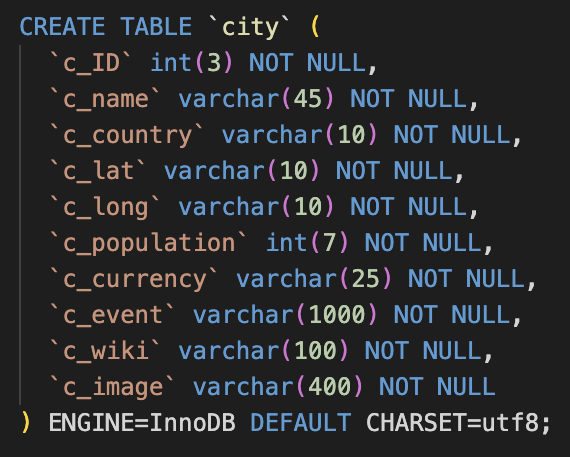 CREATE TABLE `city` (
`c_ID` int(3) NOT NULL,
`c_name` varchar(45) NOT NULL,
`c_country` varchar(10) NOT NULL,
`c_lat` varchar(10) NOT NULL,
`c_long` varchar(10) NOT NULL,
`c_population` int(7) NOT NULL,
`c_currency` varchar(25) NOT NULL,
`c_event` varchar(1000) NOT NULL,
`c_wiki` varchar(100) NOT NULL,
`c_image` varchar(400) NOT NULL
) ENGINE=InnoDB DEFAULT CHARSET=utf8;